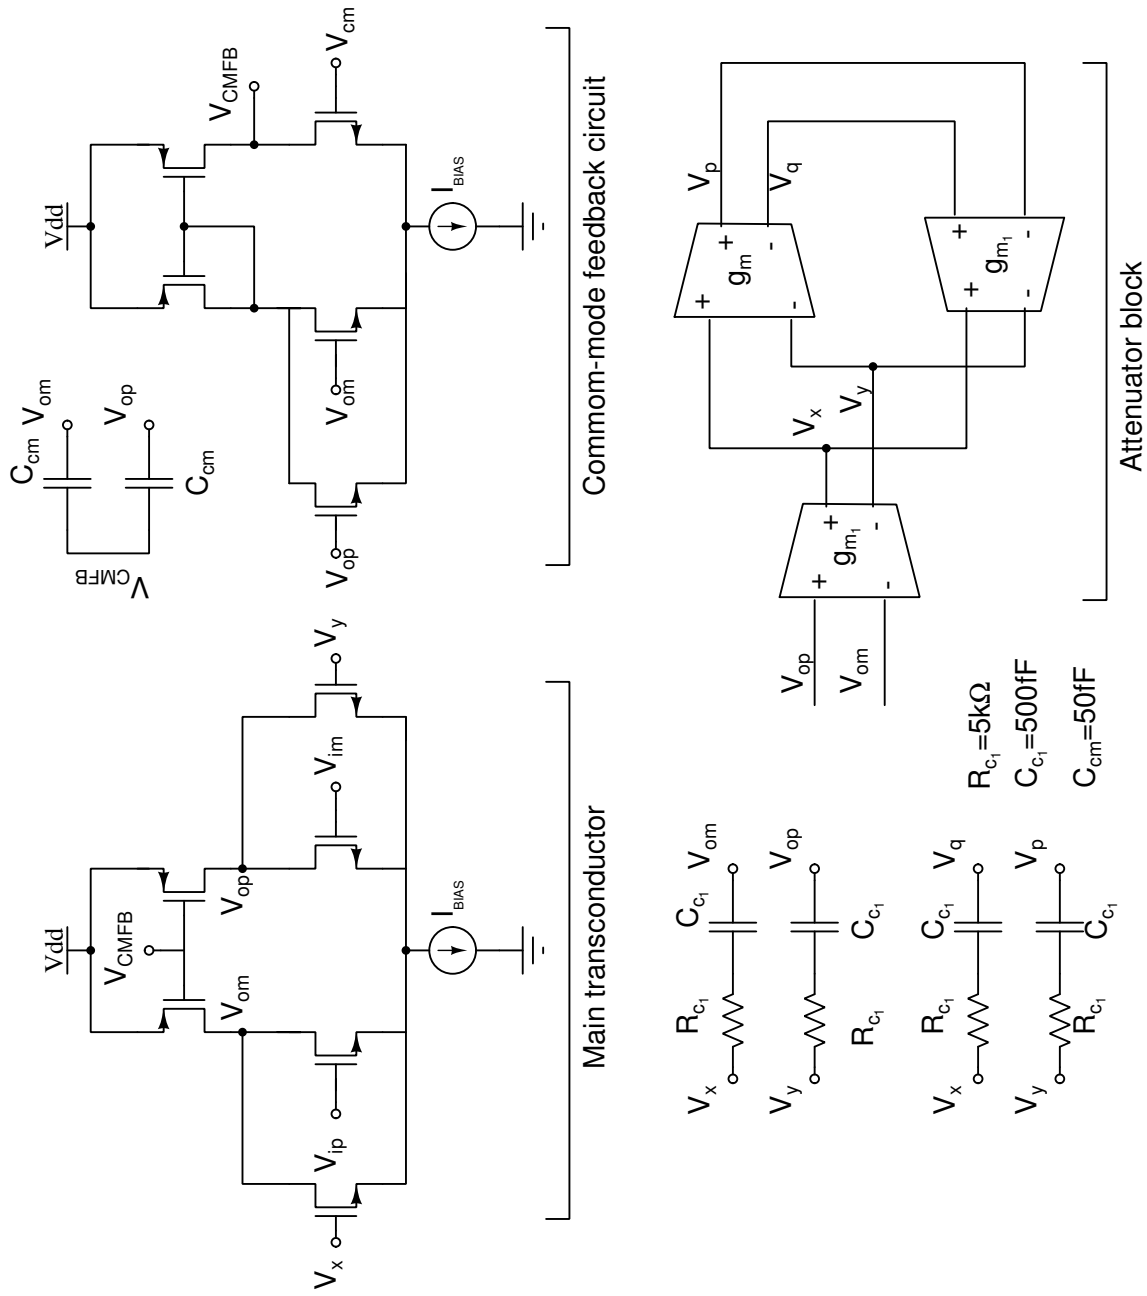 Vdd
V_CMFB
V_om
V_op
V_x
V_ip
V_im
V_y
I_BIAS
Main transconductor
V_CMFB
C_cm
V_om
V_op
C_cm
Vdd
V_CMFB
V_op
V_om
V_cm
I_BIAS
Commom-mode feedback circuit
V_x
R_c1
C_c1
V_om
V_y
R_c1
C_c1
V_op
V_x
R_c1
C_c1
V_q
V_y
R_c1
C_c1
V_p
R_c1=5kΩ
C_c1=500fF
C_cm=50fF
V_op
V_om
+
-
g_m1
+
-
V_x
V_y
+
-
g_m
+
-
V_p
V_q
+
-
g_m1
+
-
Attenuator block